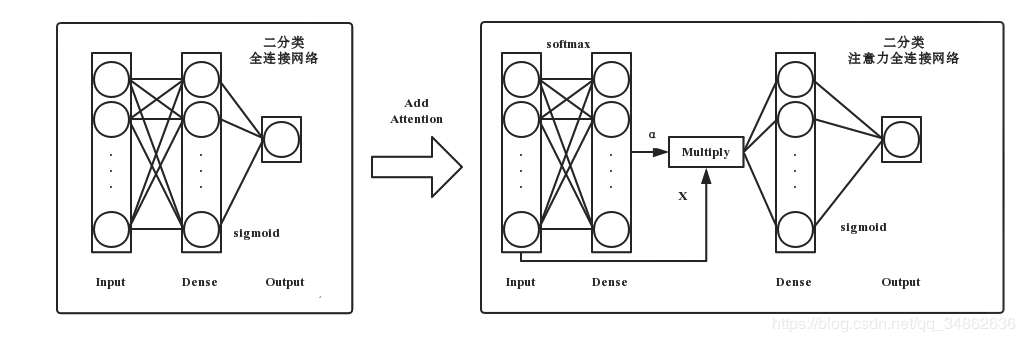 二分类
全连接网络
sigmoid
Input
Dense
Output
Add
Attention
softmax
二分类
注意力全连接网络
α
Multiply
X
sigmoid
Input
Dense
Dense
Output
https://blog.csdn.net/qq_34862636